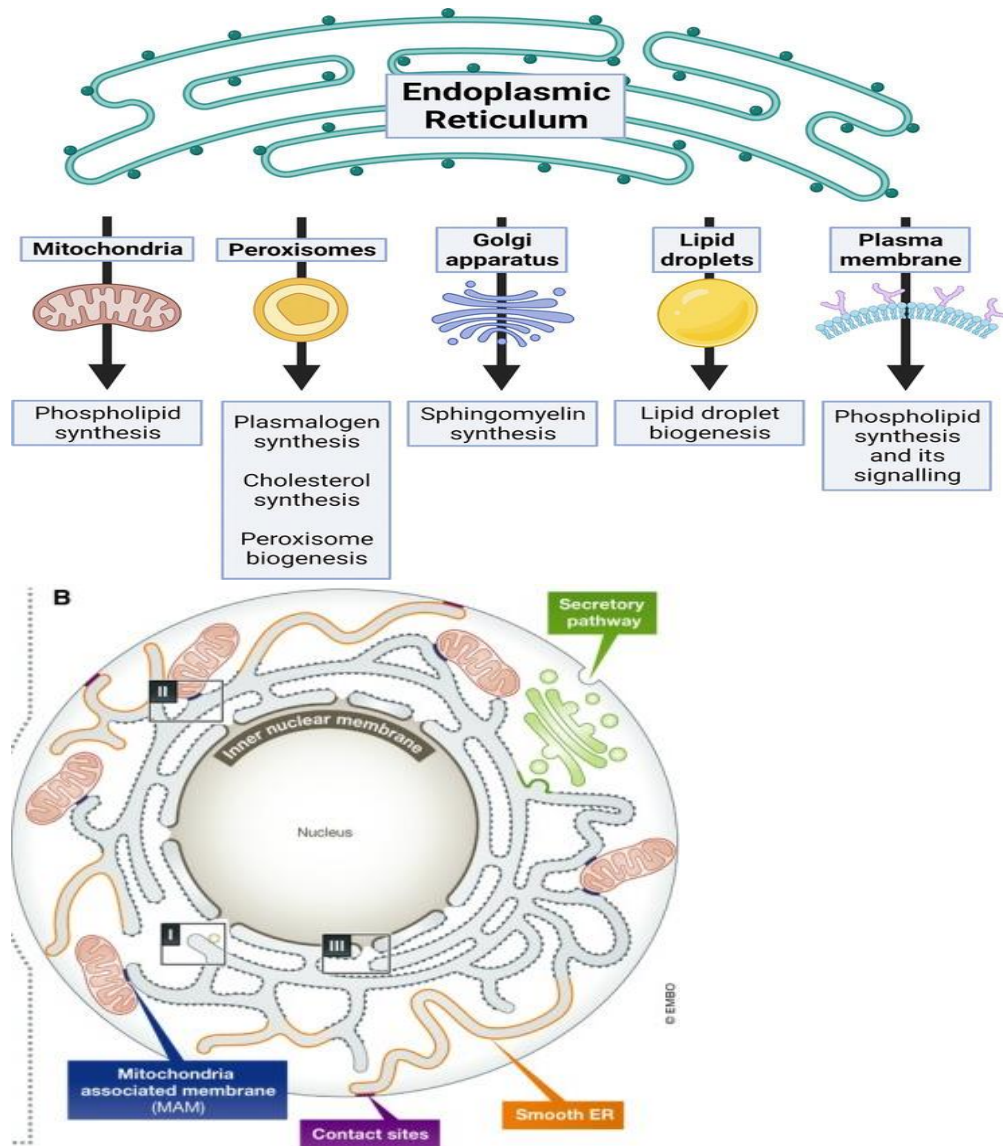 Endoplasmic
Reticulum
Mitochondria
Peroxisomes
Golgi
apparatus
Lipid
droplets
Plasma
membrane
Phospholipid
synthesis
Plasmalogen
synthesis
Cholesterol
synthesis
Peroxisome
biogenesis
Sphingomyelin
synthesis
Lipid droplet
biogenesis
Phospholipid
synthesis
and its
signalling
B
Secretory
pathway
II
Inner nuclear membrane
Nucleus
I
III
© EMBO
Mitochondria
associated membrane
(MAM)
Smooth ER
Contact sites